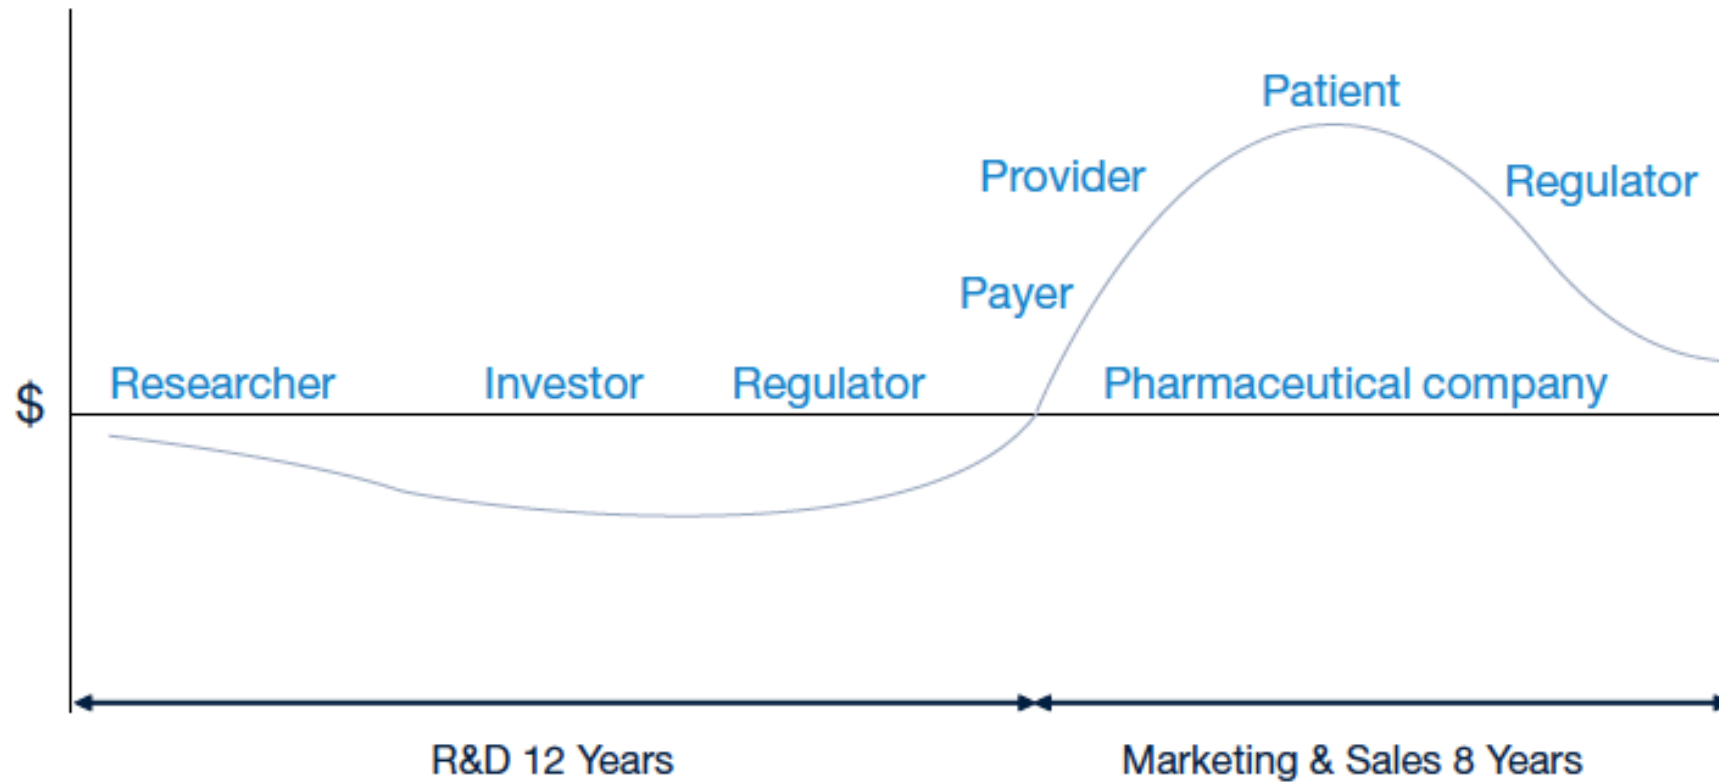 Patient
Provider
Regulator
Payer
$
Researcher
Investor
Regulator
Pharmaceutical company
R&D 12 Years
Marketing & Sales 8 Years